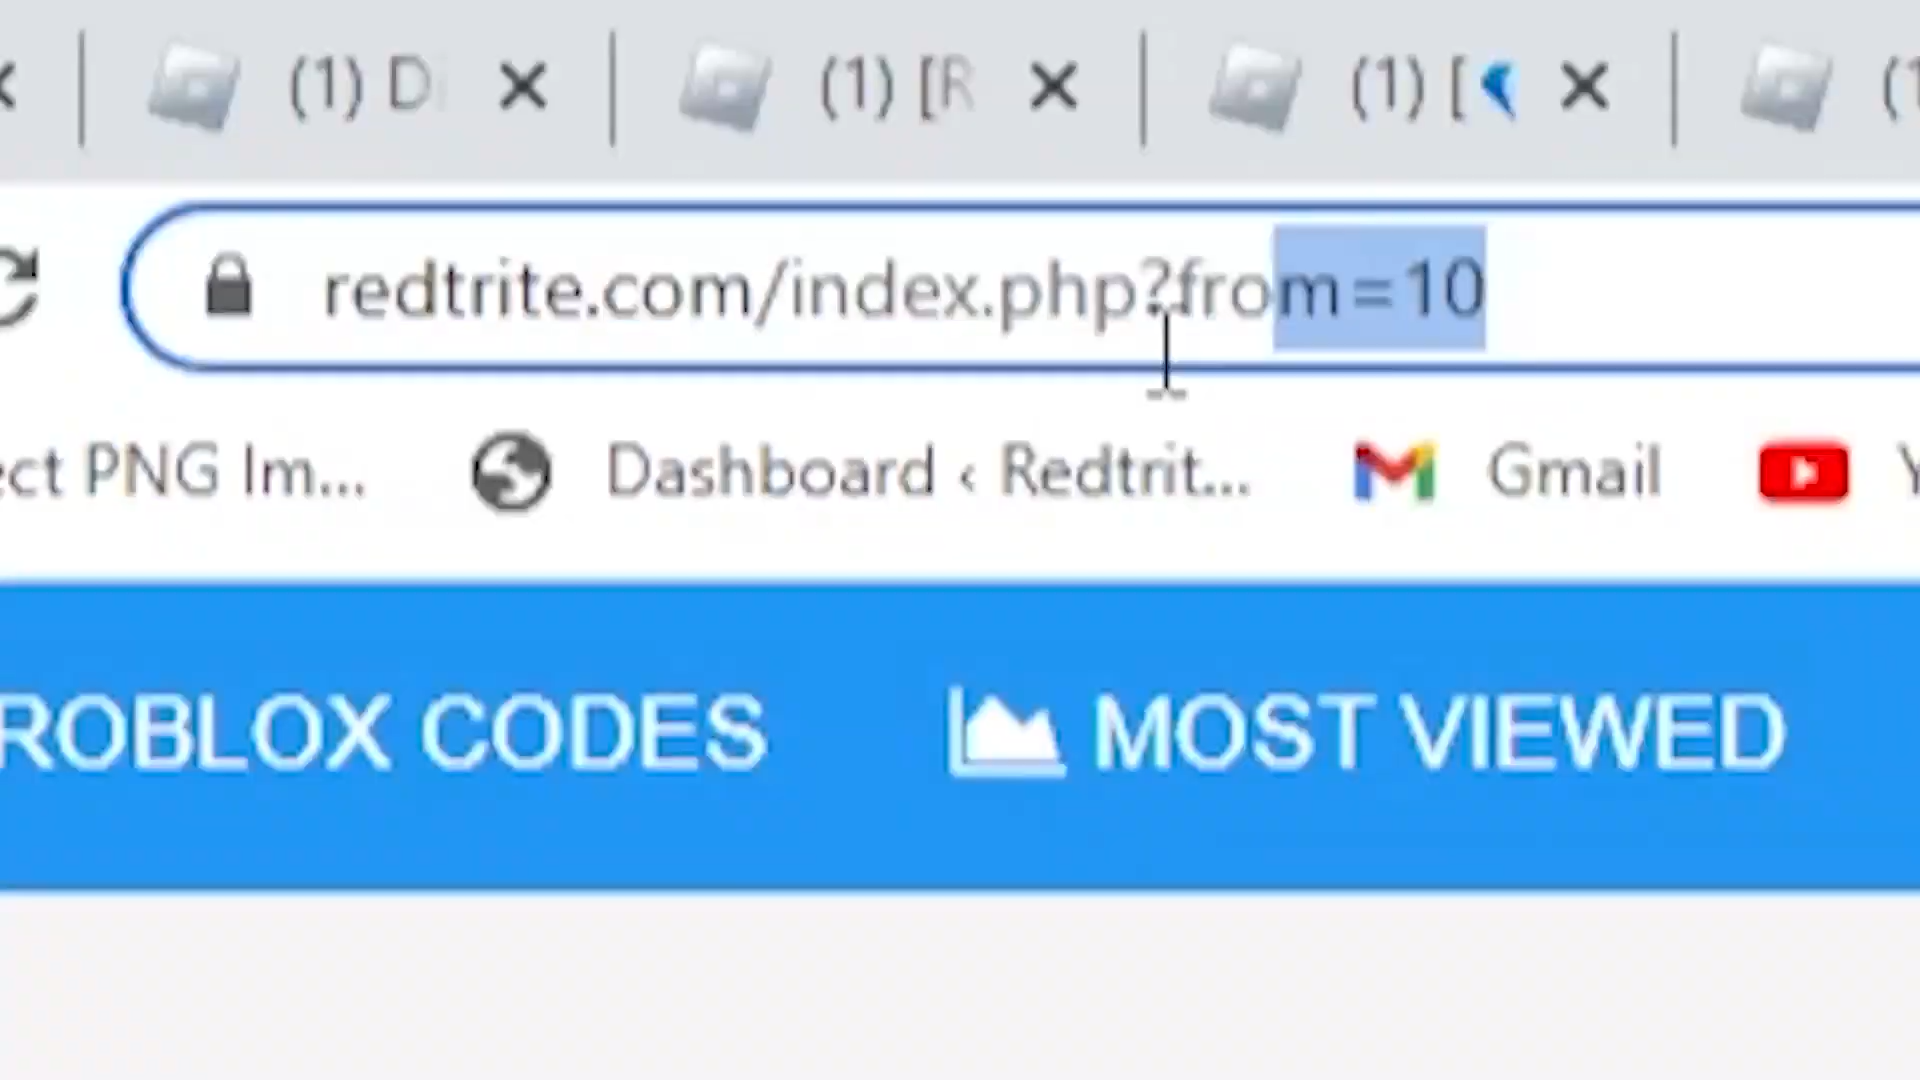 (1) D (1) [R (1) [ (1
redtrite.com/index.php?from=10
ect PNG Im... Dashboard ‹ Redtrit... Gmail Y
ROBLOX CODES MOST VIEWED